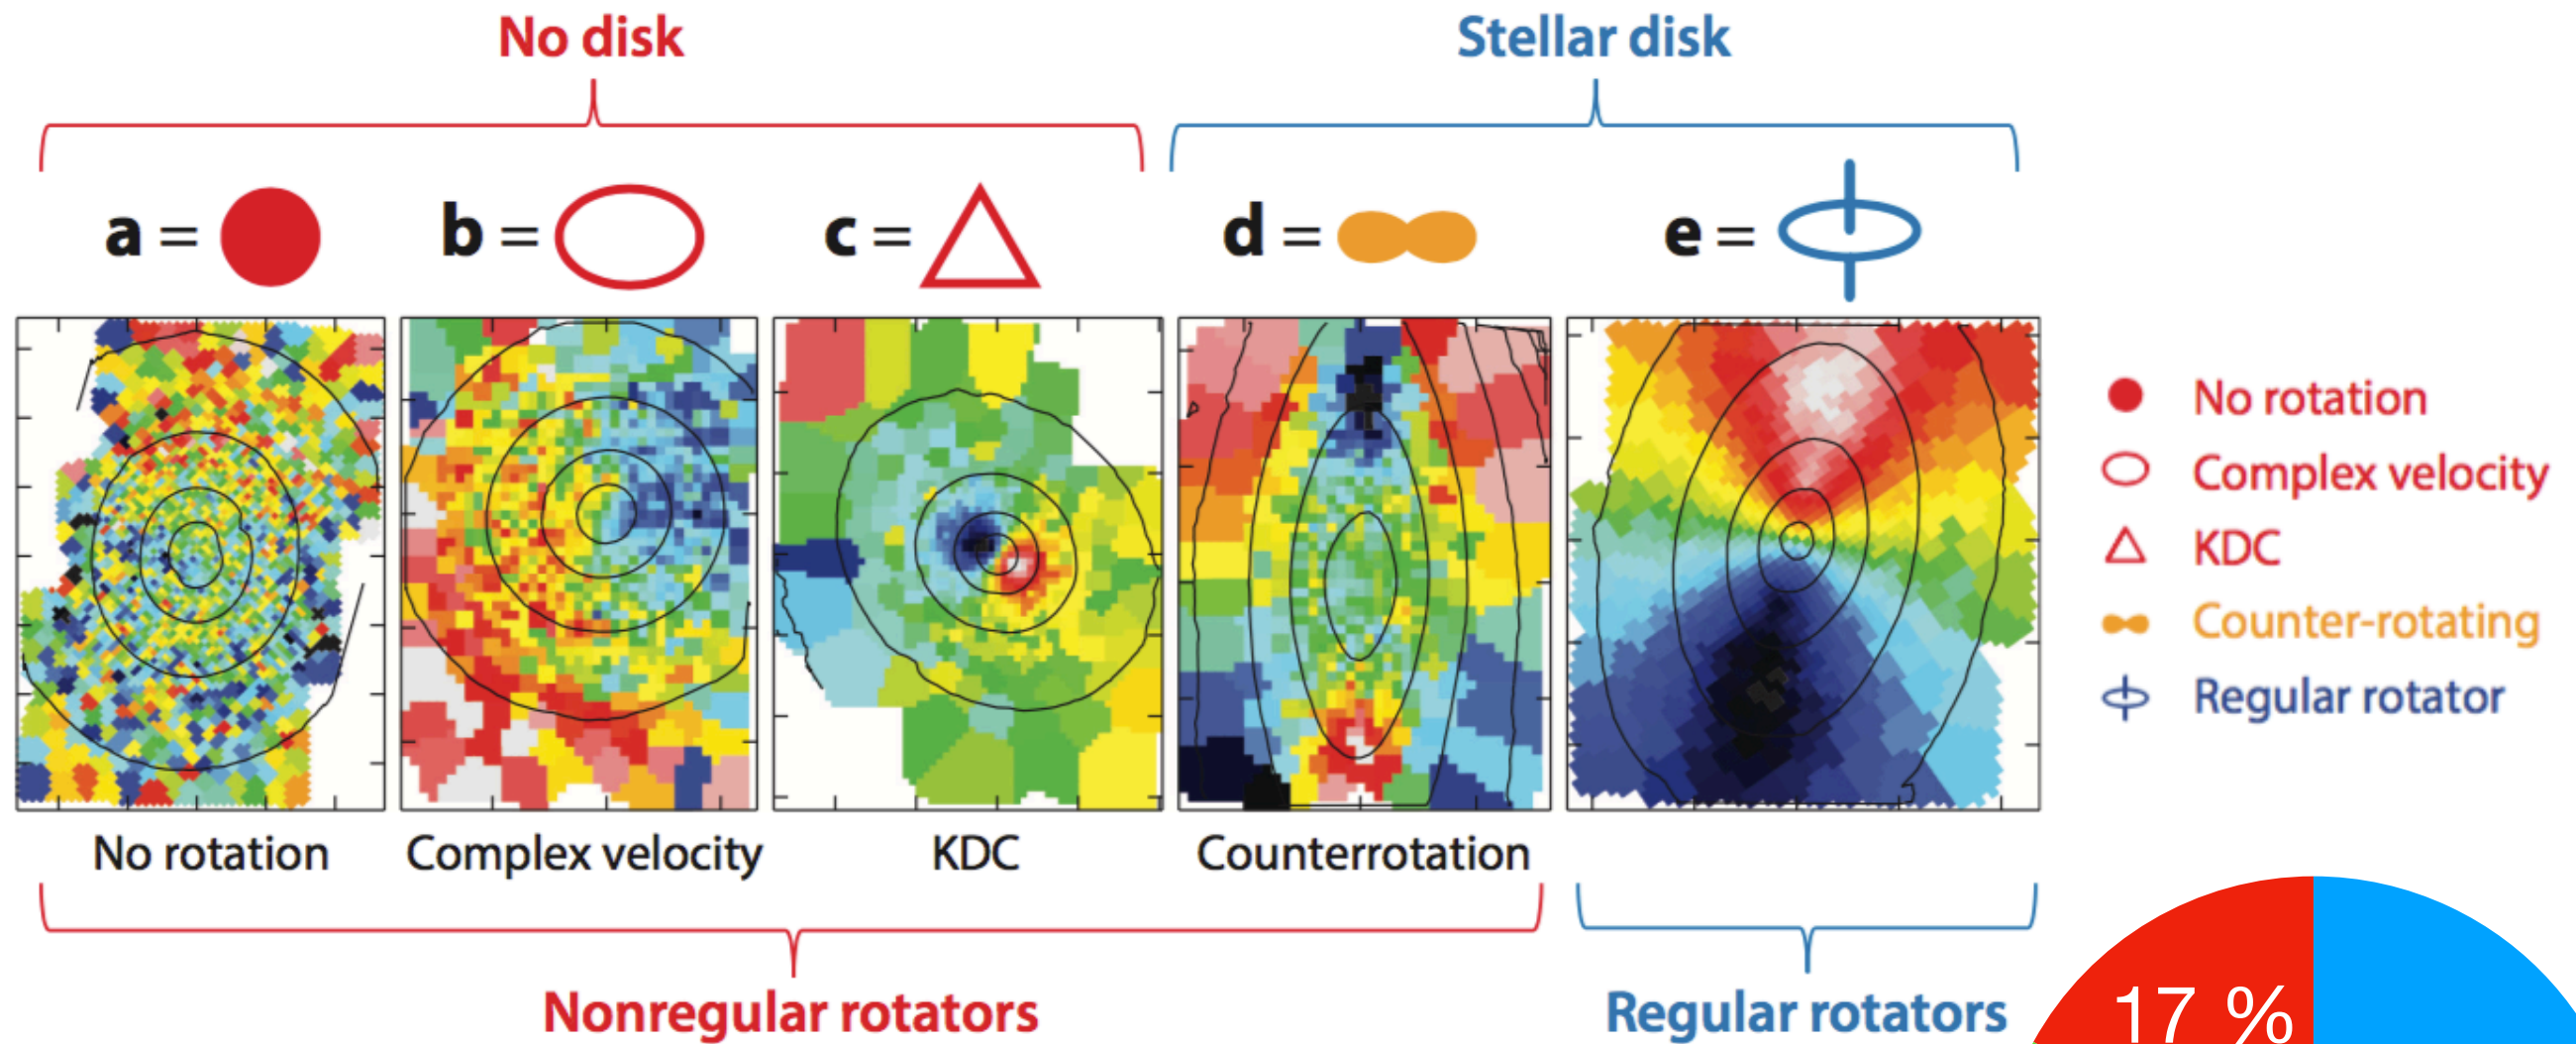 No disk
Stellar disk
a =
b =
c =
d =
e =
No rotation
Complex velocity
KDC
Counter-rotating
Regular rotator
No rotation
Complex velocity
KDC
Counterrotation
Nonregular rotators
Regular rotators
17 %